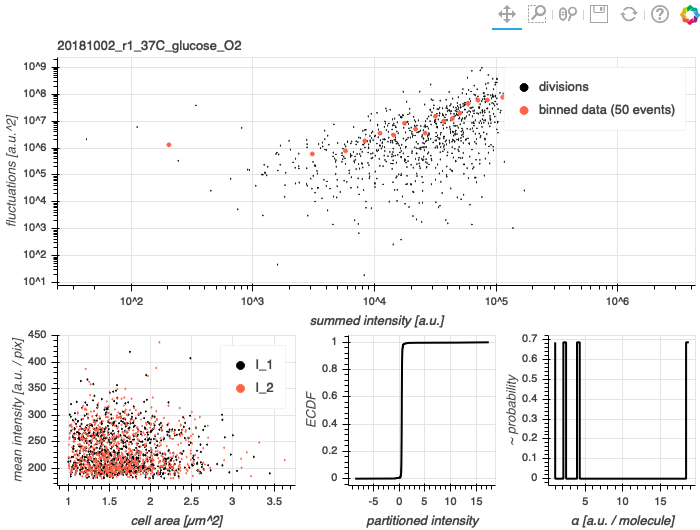 20181002_r1_37C_glucose_O2
10^9
10^8
10^7
10^6
10^5
10^4
10^3
10^2
10^1
fluctuations [a.u.^2]
divisions
binned data (50 events)
10^2 10^3 10^4 10^5 10^6
summed intensity [a.u.]
450
400
350
300
250
200
mean intensity [a.u. / pix]
I_1
I_2
1 1.5 2 2.5 3 3.5
cell area [μm^2]
1
0.8
0.6
0.4
0.2
0
ECDF
-5 0 5 10 15
partitioned intensity
0.7
0.6
0.5
0.4
0.3
0.2
0.1
0
~ probability
5 10 15
α [a.u. / molecule]